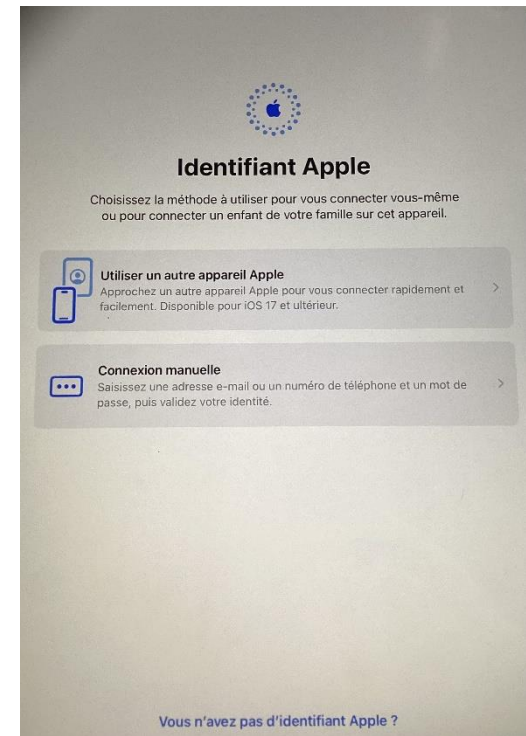 Identifiant Apple
Choisissez la méthode à utiliser pour vous connecter vous-même
ou pour connecter un enfant de votre famille sur cet appareil.
Utiliser un autre appareil Apple
Approchez un autre appareil Apple pour vous connecter rapidement et
facilement. Disponible pour iOS 17 et ultérieur.
Connexion manuelle
Saisissez une adresse e-mail ou un numéro de téléphone et un mot de
passe, puis validez votre identité.
Vous n'avez pas d'identifiant Apple ?